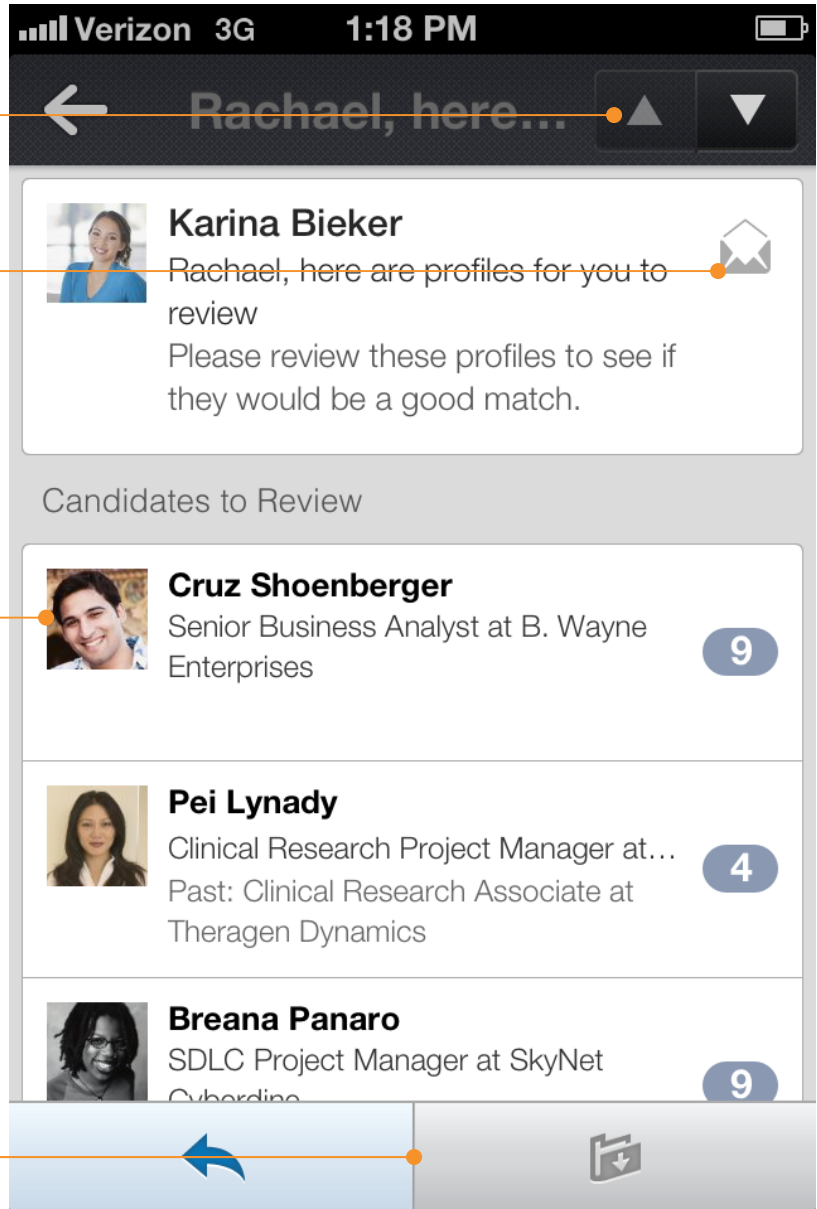 Verizon 3G 1:18 PM
Rachael, here...
Karina Bieker
Rachael, here are profiles for you to
review
Please review these profiles to see if
they would be a good match.
Candidates to Review
Cruz Shoenberger
Senior Business Analyst at B. Wayne
Enterprises
9
Pei Lynady
Clinical Research Project Manager at...
Past: Clinical Research Associate at
Theragen Dynamics
4
Breana Panaro
SDLC Project Manager at SkyNet
Cyberdine
9